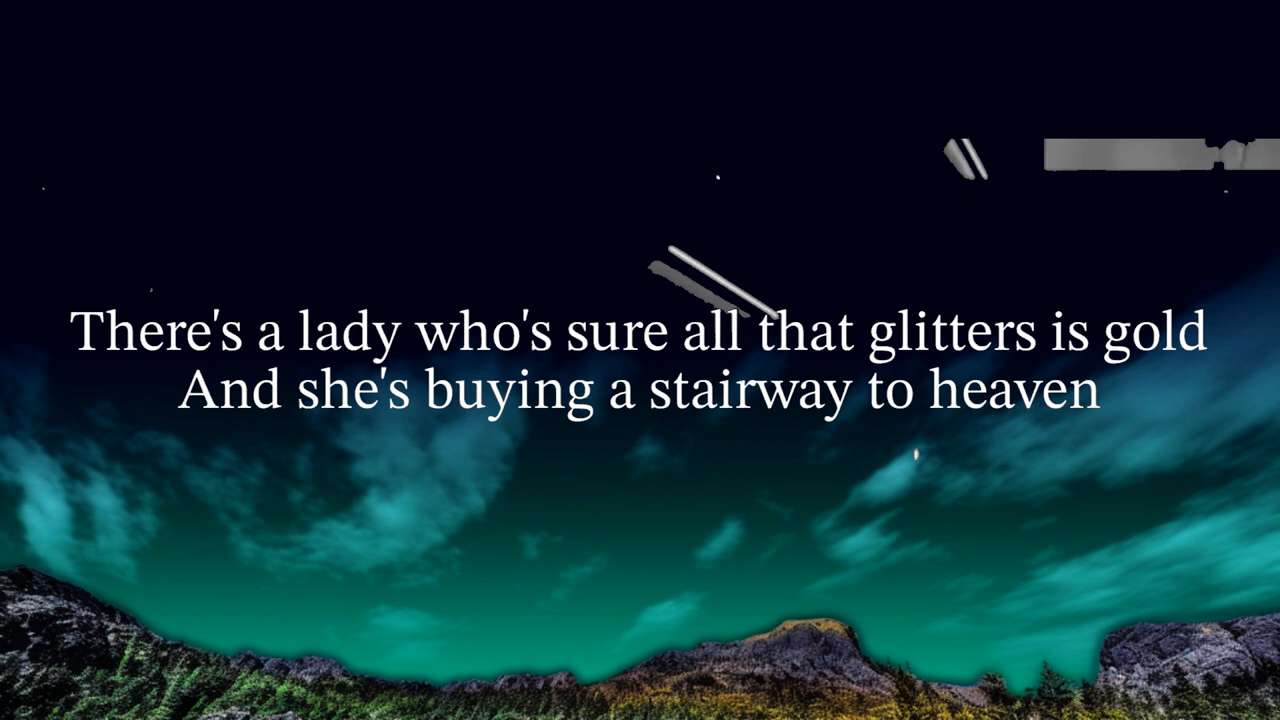 There's a lady who's sure all that glitters is gold
And she's buying a stairway to heaven